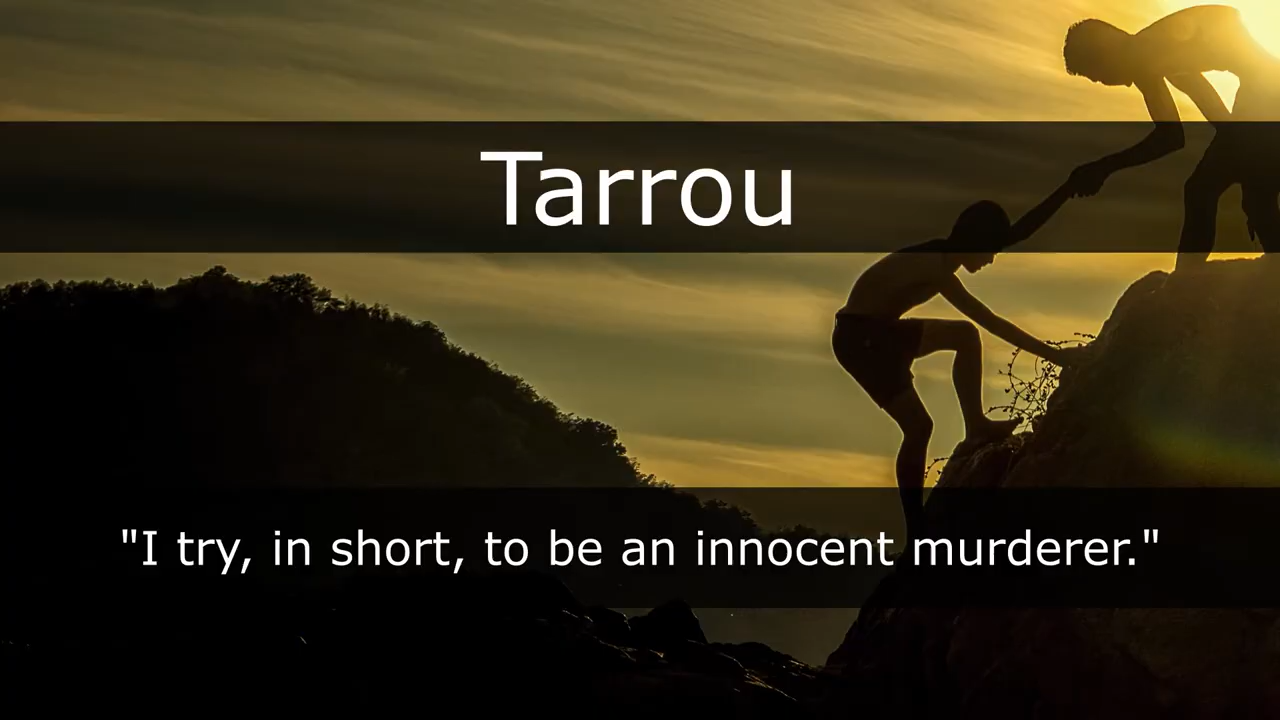 Tarrou
"I try, in short, to be an innocent murderer."